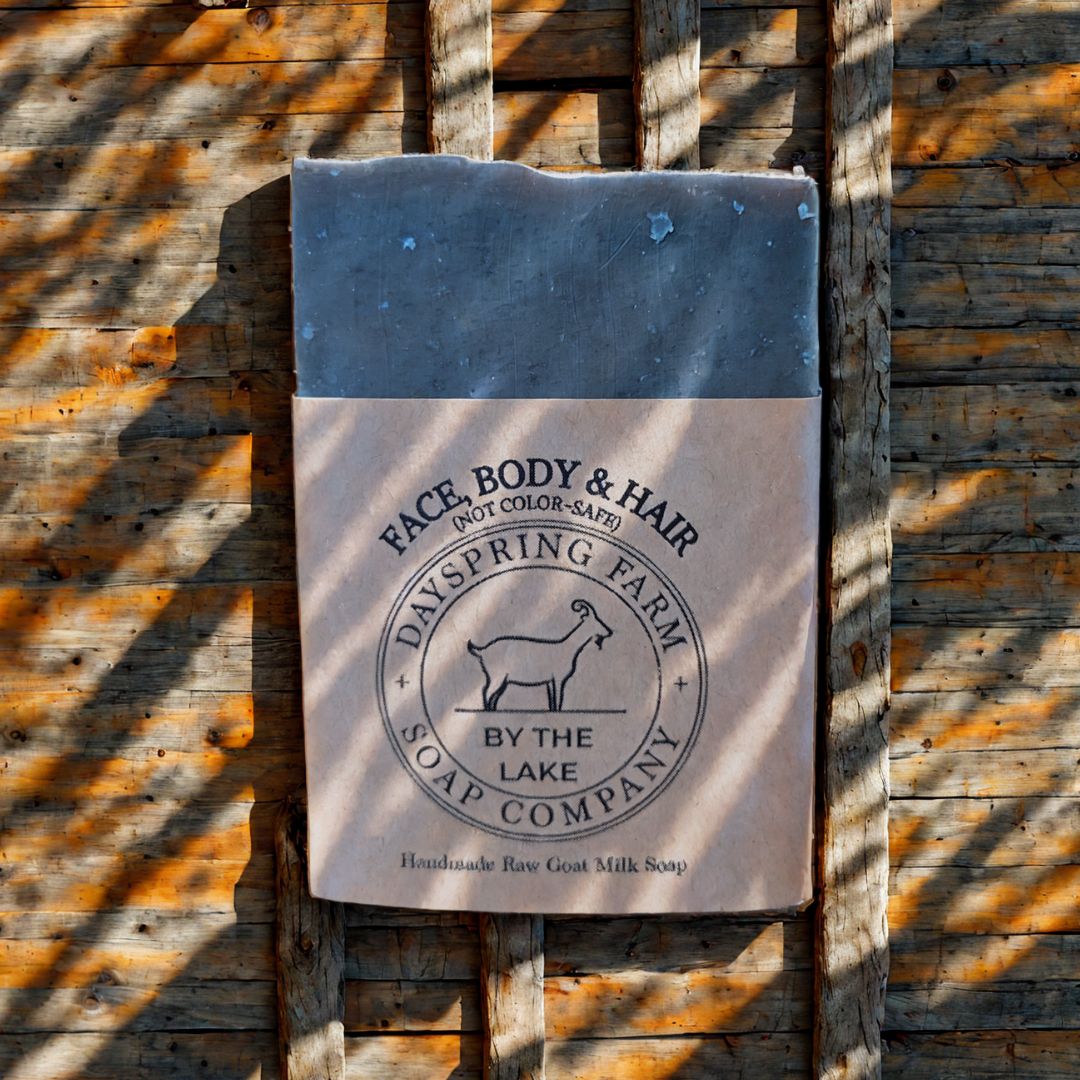 FACE, BODY & HAIR
(NOT COLOR-SAFE)
DAYSPRING FARM
BY THE
LAKE
SOAP COMPANY
Handmade Raw Goat Milk Soap